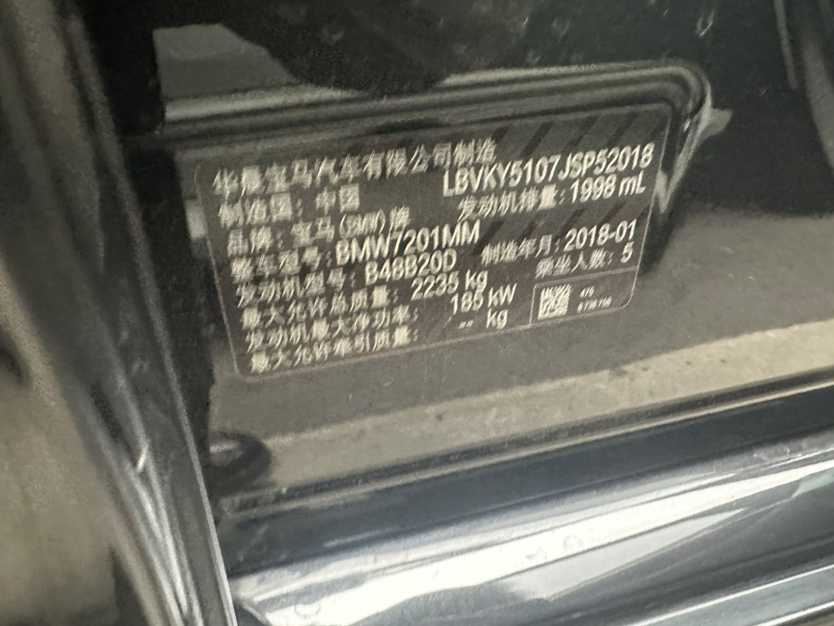 华晨宝马汽车有限公司制造
LBVKY5107JSP52018
制造国：中国
发动机排量：1998 mL
品牌：宝马(BMW)牌
整车型号：BMW7201MM
制造年月：2018-01
发动机型号：B48B20D
乘坐人数：5
最大允许总质量：2235 kg
发动机最大净功率：185 kW
最大允许牵引质量：-- kg